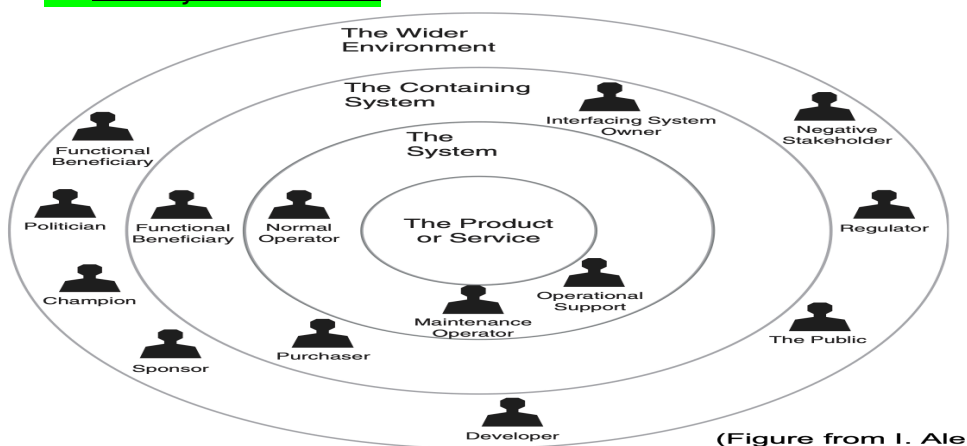 The Wider
Environment
The Containing
System
Interfacing System
Owner
Negative
Stakeholder
The
System
Functional
Beneficiary
Politician
Functional
Beneficiary
Normal
Operator
The Product
or Service
Regulator
Champion
Operational
Support
Maintenance
Operator
Purchaser
The Public
Sponsor
Developer
(Figure from I. Ale